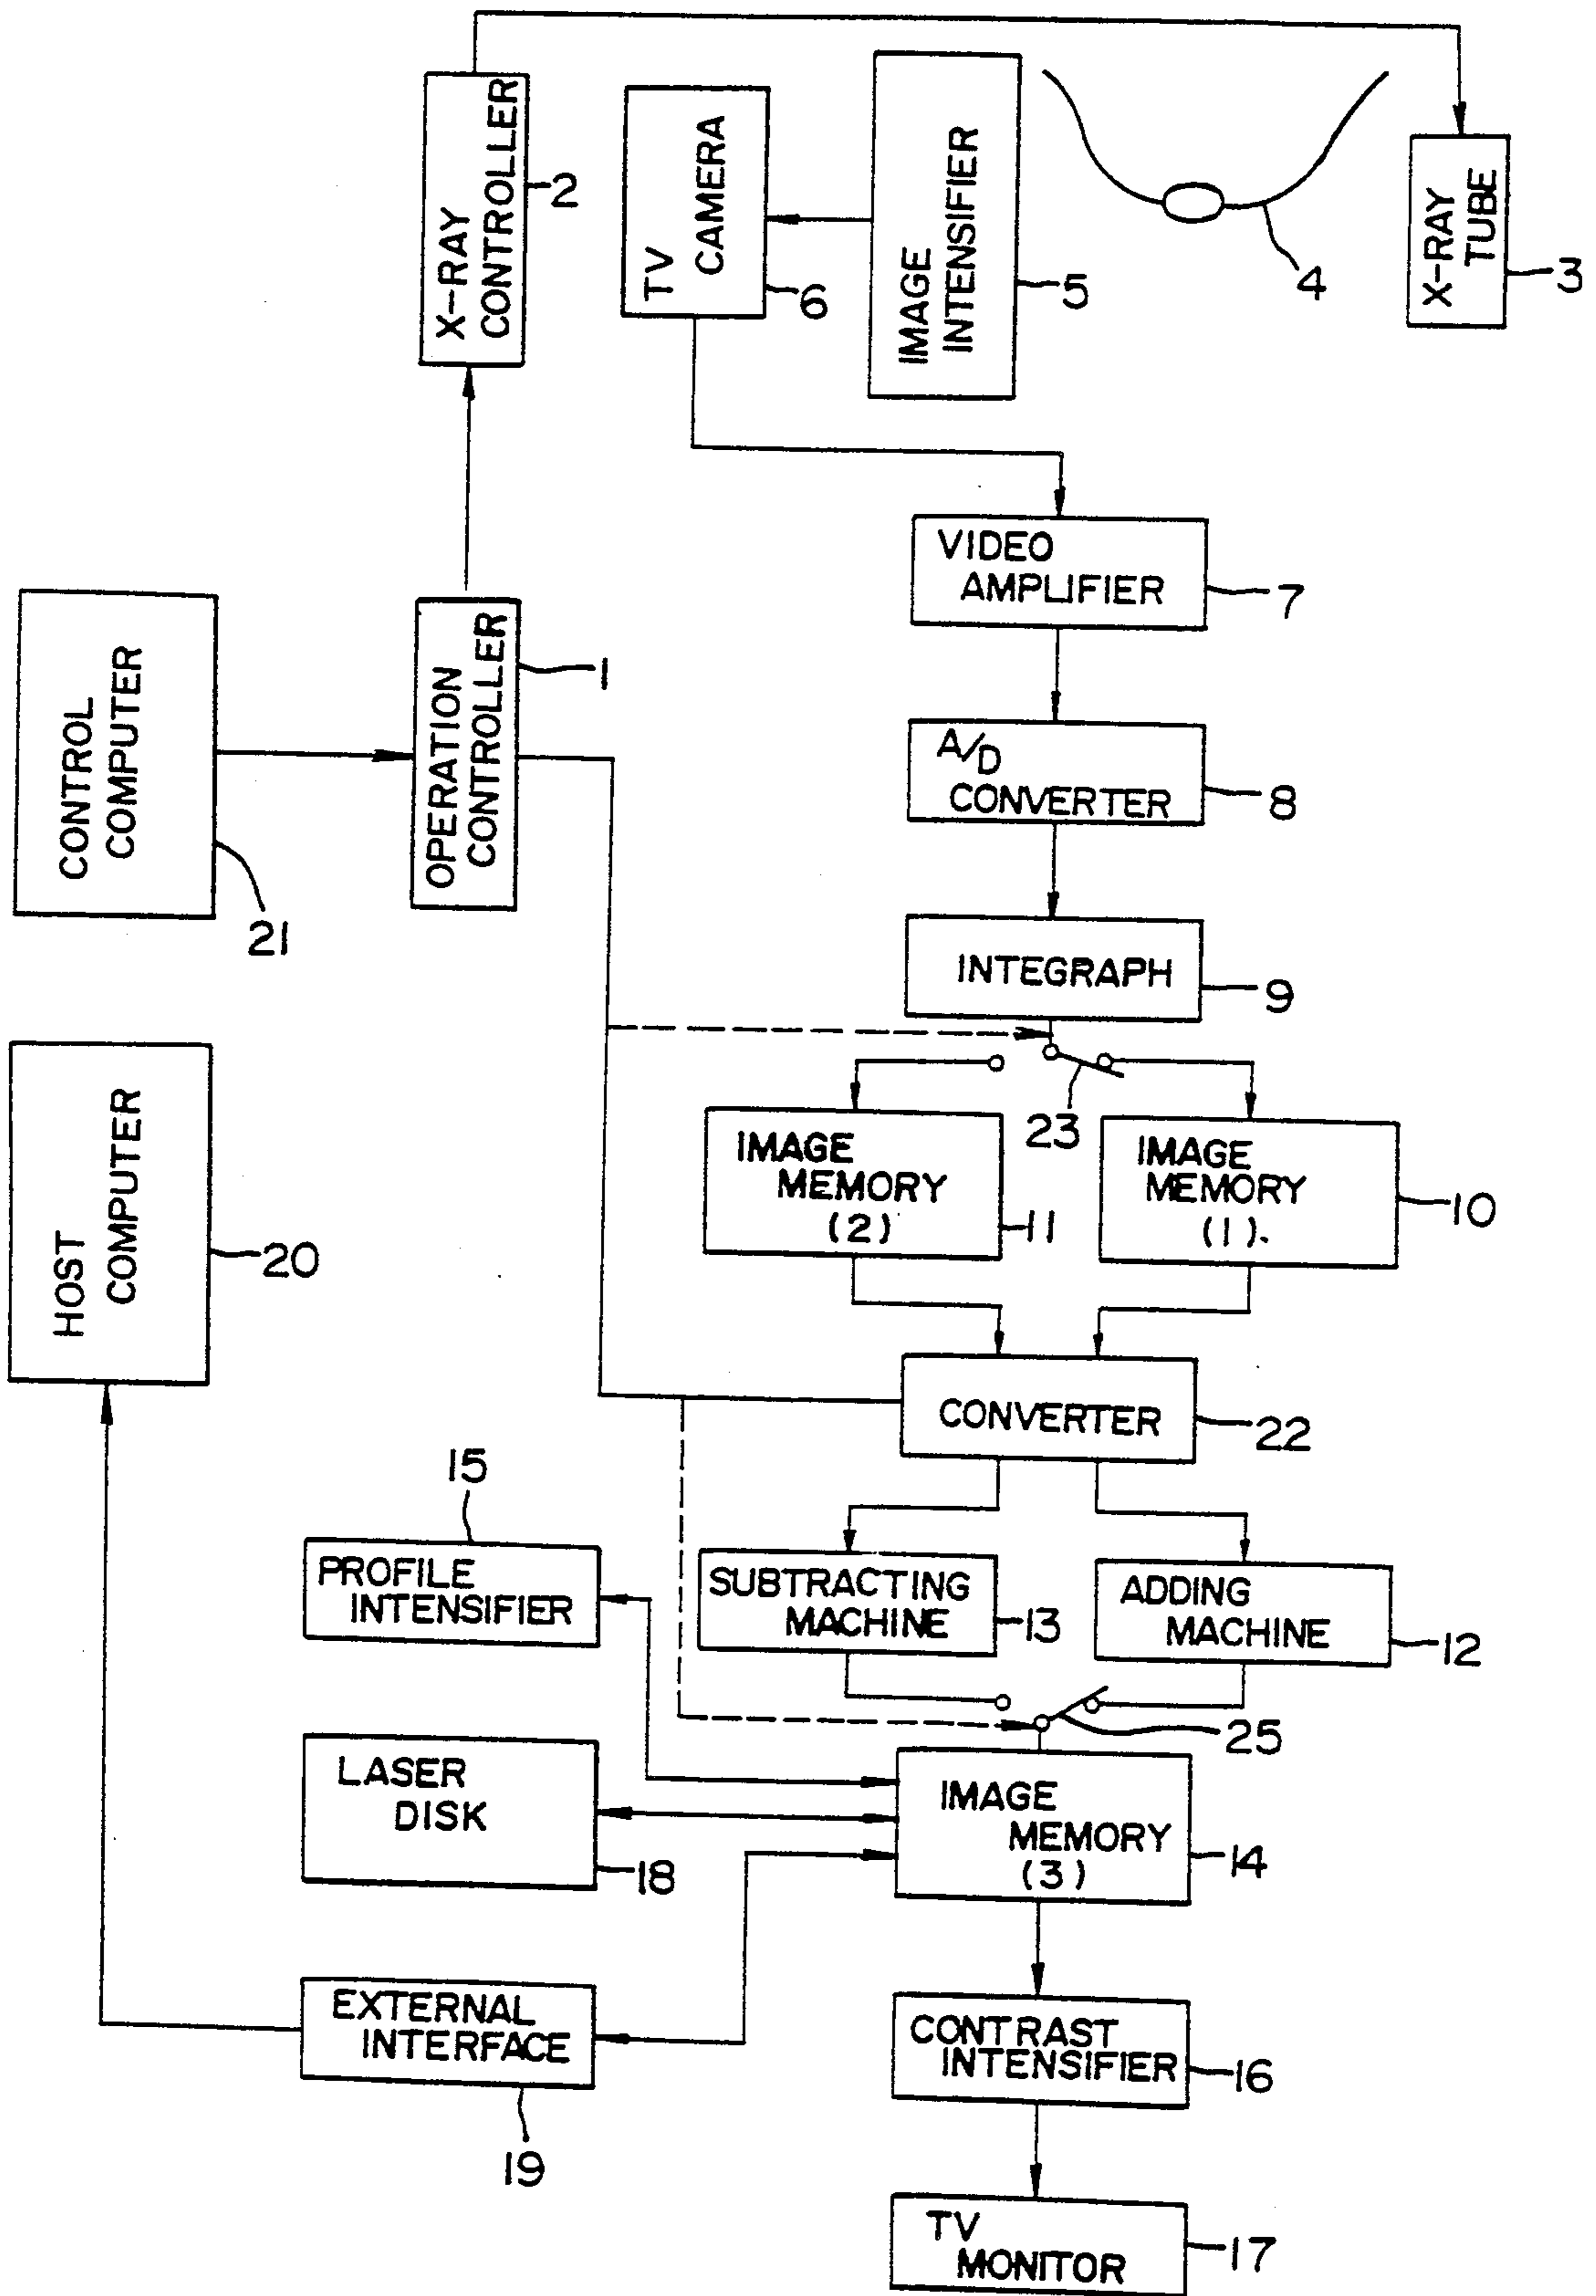 X-RAY
CONTROLLER
2
TV
CAMERA
6
IMAGE
INTENSIFIER
5
4
X-RAY
TUBE
3
CONTROL
COMPUTER
21
OPERATION
CONTROLLER
1
VIDEO
AMPLIFIER
7
A/D
CONVERTER
8
INTEGRAPH
9
23
HOST
COMPUTER
20
IMAGE
MEMORY
(2)
11
IMAGE
MEMORY
(1).
10
CONVERTER
22
15
PROFILE
INTENSIFIER
SUBTRACTING
MACHINE
13
ADDING
MACHINE
12
25
LASER
DISK
18
IMAGE
MEMORY
(3)
14
EXTERNAL
INTERFACE
19
CONTRAST
INTENSIFIER
16
TV
MONITOR
17